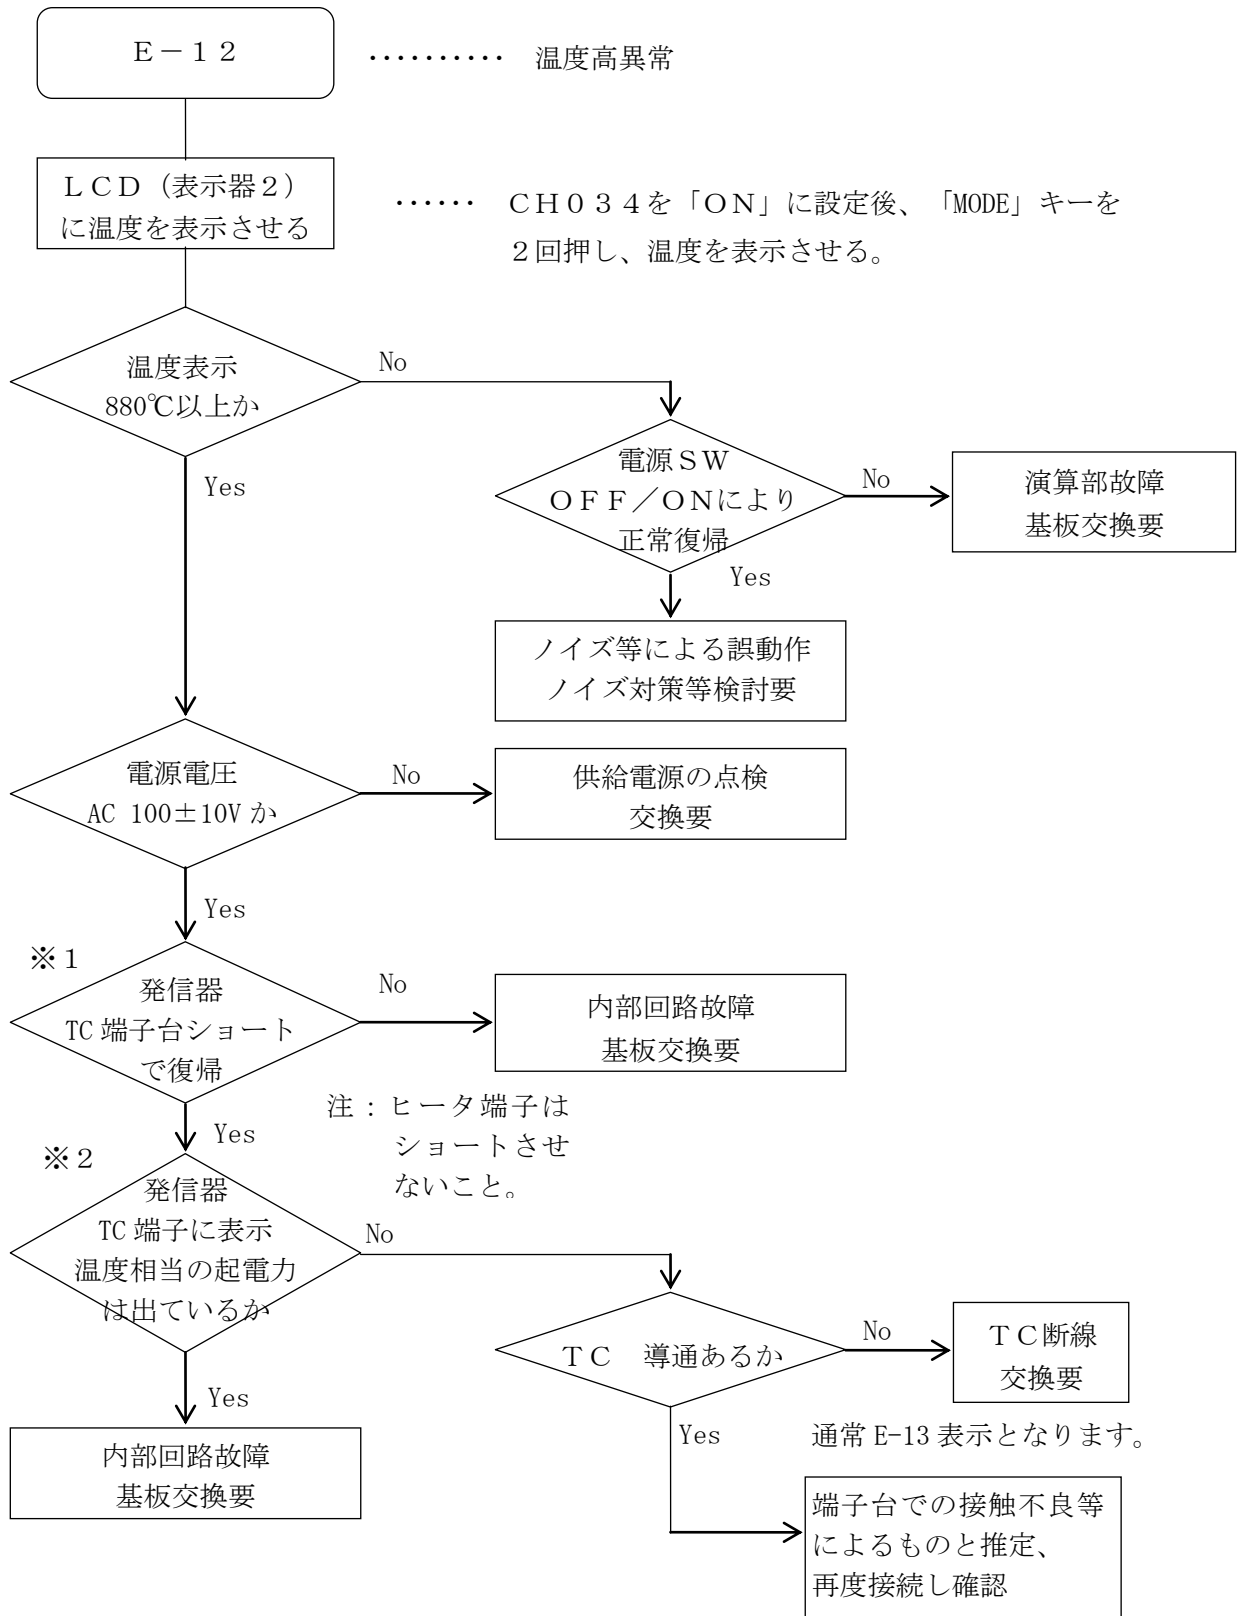 Ｅ－１２
‥‥‥‥‥ 温度高異常
ＬＣＤ（表示器２）
に温度を表示させる
‥‥‥ ＣＨ０３４を「ＯＮ」に設定後、「MODE」キーを
２回押し、温度を表示させる。
温度表示
880℃以上か
No
Yes
電源ＳＷ
ＯＦＦ／ＯＮにより
正常復帰
No
演算部故障
基板交換要
Yes
ノイズ等による誤動作
ノイズ対策等検討要
電源電圧
AC 100±10V か
No
供給電源の点検
交換要
Yes
※１
発信器
TC 端子台ショート
で復帰
No
内部回路故障
基板交換要
注：ヒータ端子は
ショートさせ
ないこと。
Yes
※２
発信器
TC 端子に表示
温度相当の起電力
は出ているか
No
ＴＣ　導通あるか
No
ＴＣ断線
交換要
Yes
内部回路故障
基板交換要
Yes
通常 E-13 表示となります。
端子台での接触不良等
によるものと推定、
再度接続し確認